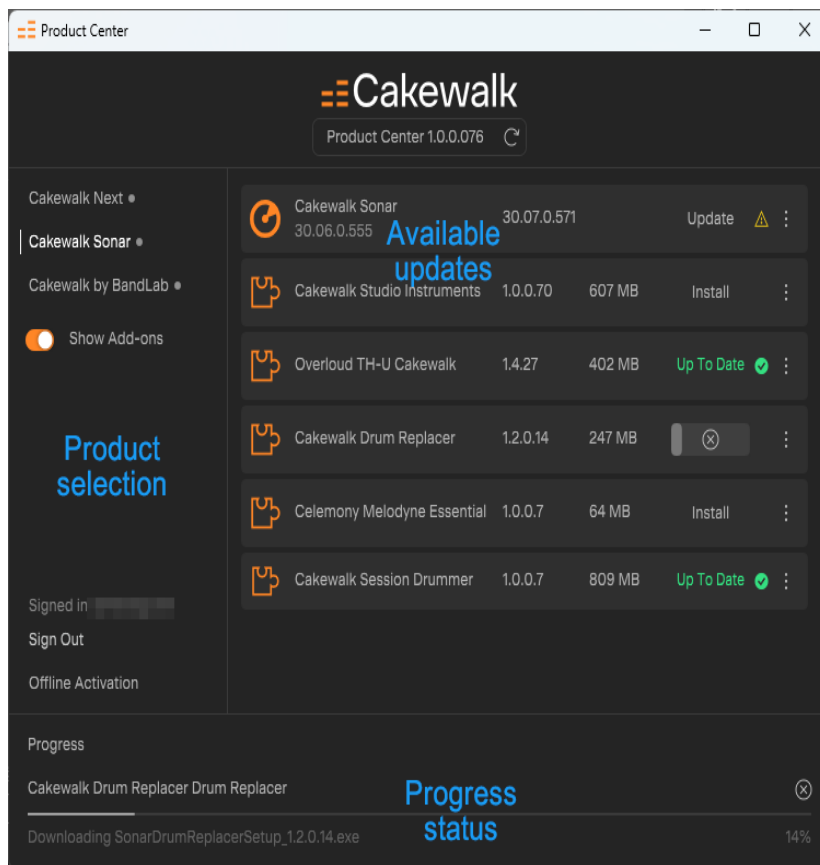 Product Center
Cakewalk
Product Center 1.0.0.076
Cakewalk Next
Cakewalk Sonar
Cakewalk by BandLab
Show Add-ons
Product
selection
Signed in
Sign Out
Offline Activation
Cakewalk Sonar 30.07.0.571 Update
30.06.0.555
Available
updates
Cakewalk Studio Instruments 1.0.0.70 607 MB Install
Overloud TH-U Cakewalk 1.4.27 402 MB Up To Date
Cakewalk Drum Replacer 1.2.0.14 247 MB
Celemony Melodyne Essential 1.0.0.7 64 MB Install
Cakewalk Session Drummer 1.0.0.7 809 MB Up To Date
Progress
Cakewalk Drum Replacer Drum Replacer
Progress
status
Downloading SonarDrumReplacerSetup_1.2.0.14.exe 14%